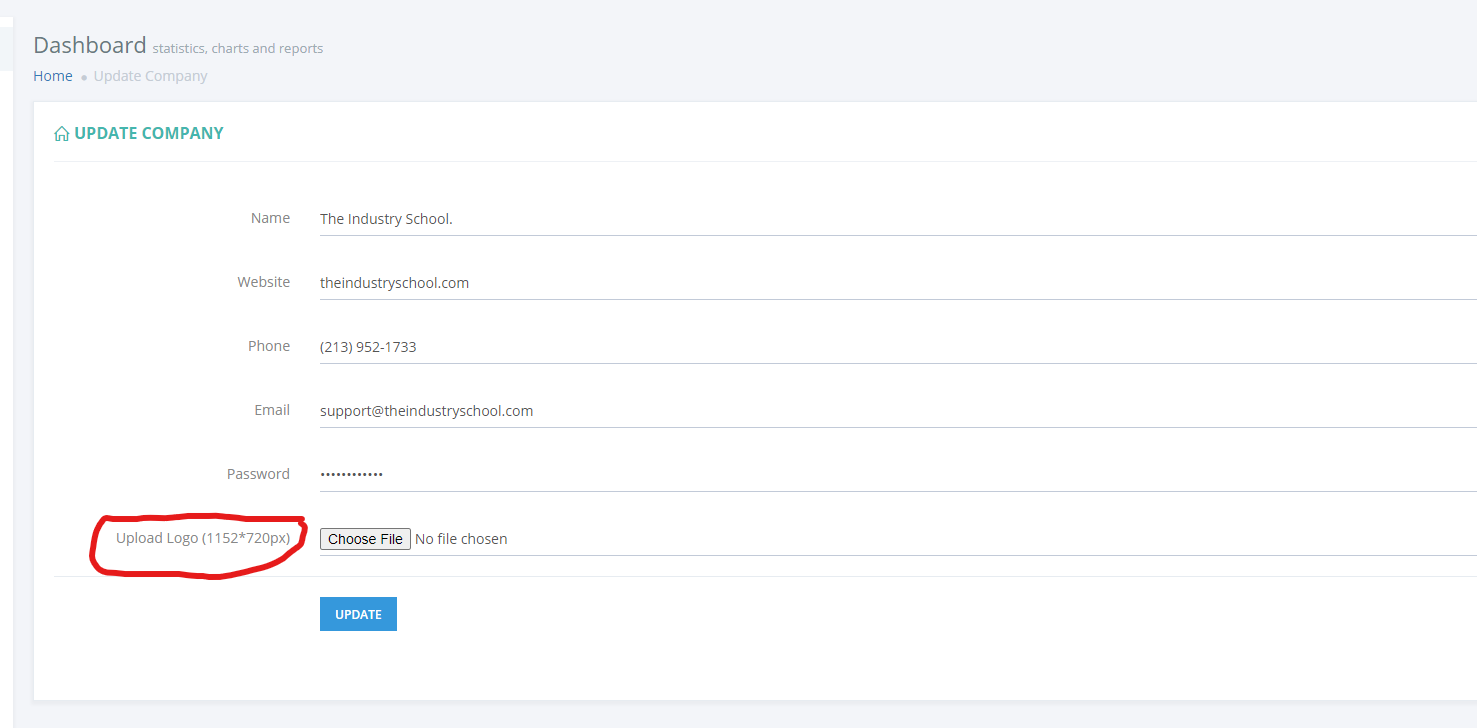 Dashboard statistics, charts and reports
Home • Update Company
UPDATE COMPANY
Name The Industry School.
Website theindustryschool.com
Phone (213) 952-1733
Email support@theindustryschool.com
Password ••••••••••••
Upload Logo (1152*720px) Choose File No file chosen
UPDATE